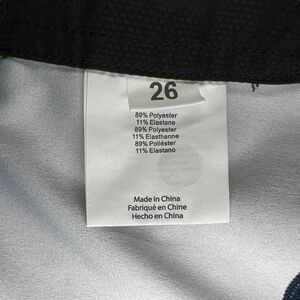 26
89% Polyester
11% Elastane
89% Polyester
11% Elasthanne
89% Poliéster
11% Elastano
Made in China
Fabriqué en Chine
Hecho en China